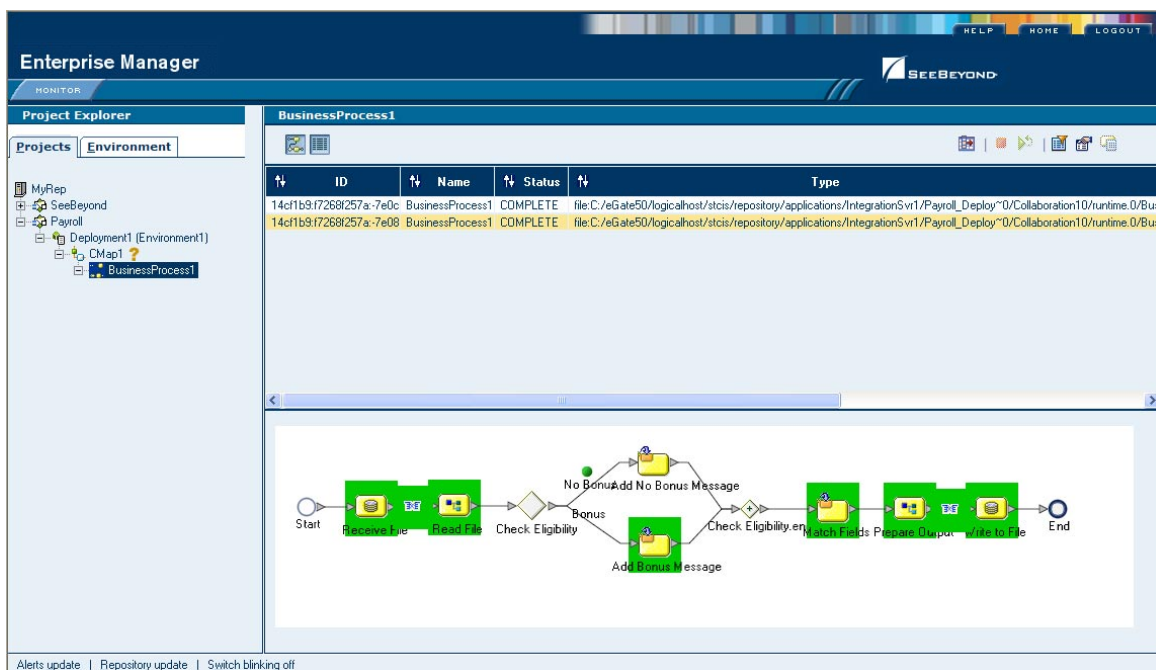 HELP HOME LOGOUT
Enterprise Manager
SEEBEYOND
MONITOR
Project Explorer
BusinessProcess1
Projects Environment
ID Name Status Type
MyRep
SeeBeyond
Payroll
Deployment1 (Environment1)
CMap1
BusinessProcess1
14cf1b9:f7268f257a:-7e0c BusinessProcess1 COMPLETE file:C:/eGate50/logicalhost/stcis/repository/applications/IntegrationSvr1/Payroll_Deploy~0/Collaboration10/runtime.0/Bus
14cf1b9:f7268f257a:-7e08 BusinessProcess1 COMPLETE file:C:/eGate50/logicalhost/stcis/repository/applications/IntegrationSvr1/Payroll_Deploy~0/Collaboration10/runtime.0/Bus
No Bonus Add No Bonus Message
Bonus
Start Receive File Read File Check Eligibility Check Eligibility.en Match Fields Prepare Output Write to File End
Add Bonus Message
Alerts update | Repository update | Switch blinking off